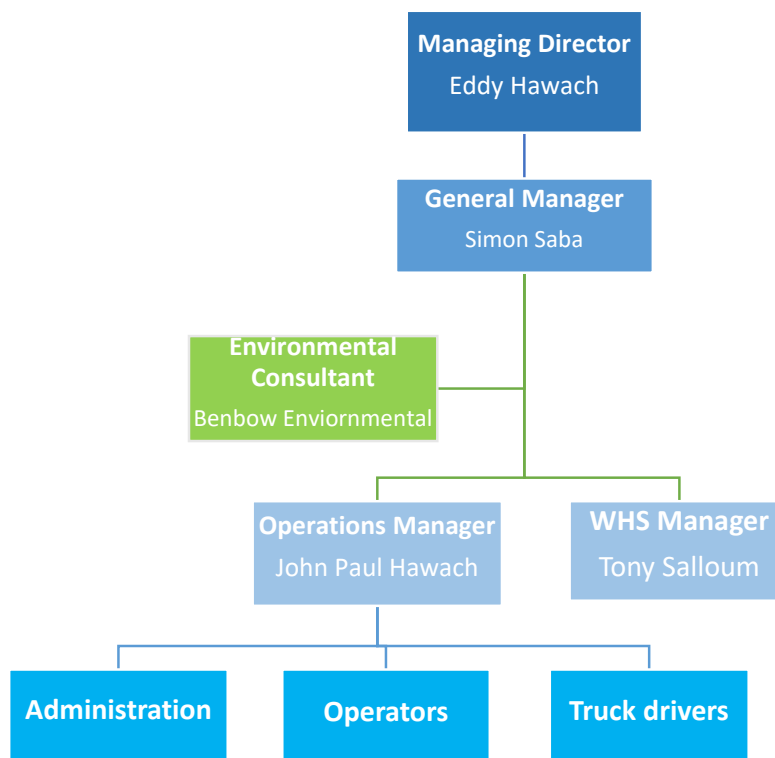 Managing Director
Eddy Hawach
General Manager
Simon Saba
Environmental
Consultant
Benbow Enviornmental
Operations Manager
John Paul Hawach
WHS Manager
Tony Salloum
Administration
Operators
Truck drivers